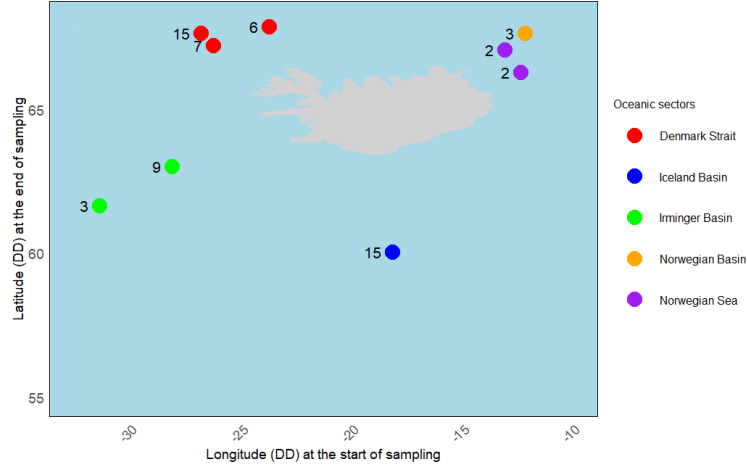 6
15
7
3
2
2
9
3
15
65
60
55
-30
-25
-20
-15
-10
Latitude (DD) at the end of sampling
Longitude (DD) at the start of sampling
Oceanic sectors
Denmark Strait
Iceland Basin
Irminger Basin
Norwegian Basin
Norwegian Sea